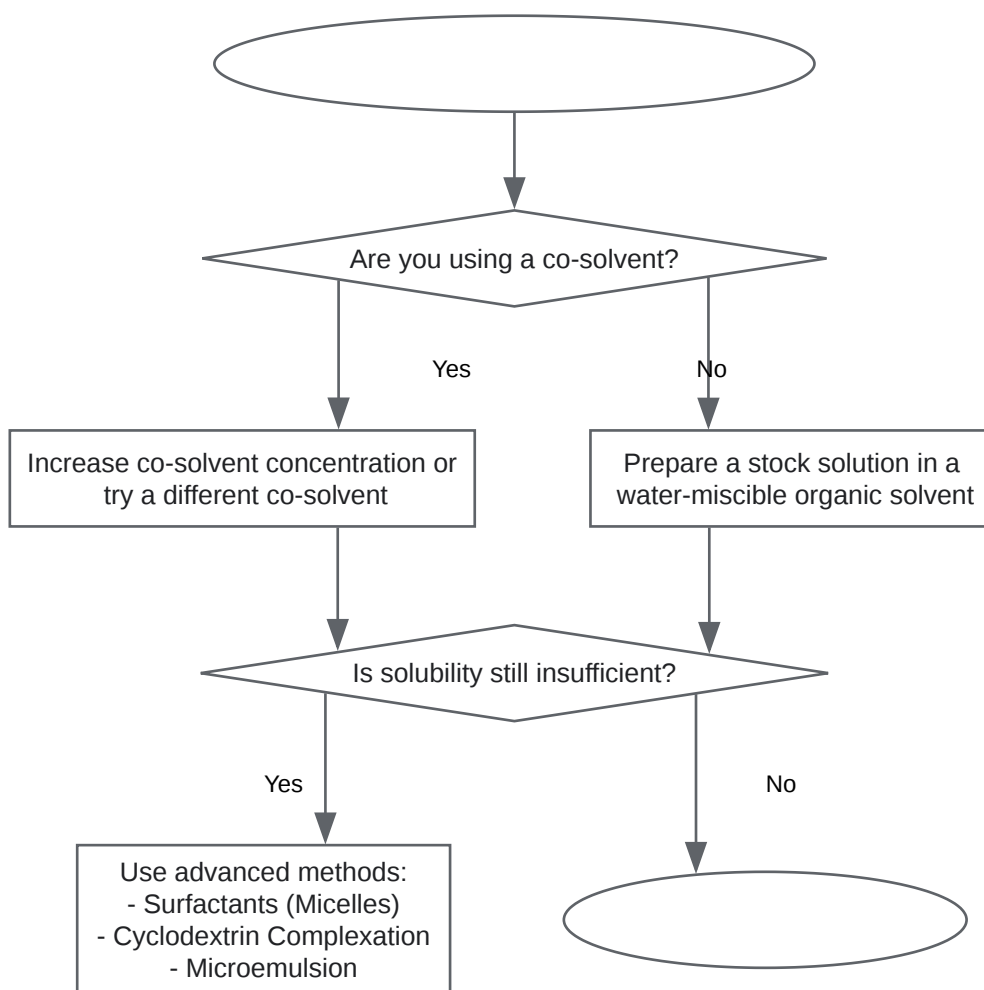 Are you using a co-solvent?
Yes
No
Increase co-solvent concentration or
try a different co-solvent
Prepare a stock solution in a
water-miscible organic solvent
Is solubility still insufficient?
Yes
No
Use advanced methods:
- Surfactants (Micelles)
- Cyclodextrin Complexation
- Microemulsion